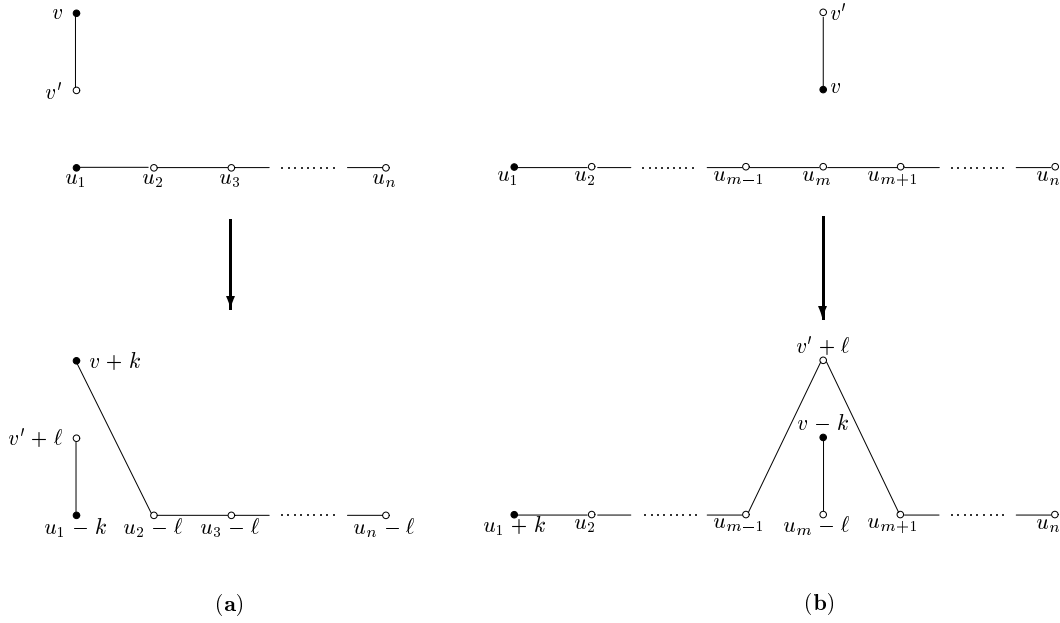 v v′
v′ v
u₁ u₂ u₃ ........ uₙ u₁ u₂ ........ uₘ₋₁ uₘ uₘ₊₁ ........ uₙ
v′ + ℓ
v + k
v′ + ℓ v − k
u₁ − k u₂ − ℓ u₃ − ℓ ........ uₙ − ℓ u₁ + k u₂ ........ uₘ₋₁ uₘ − ℓ uₘ₊₁ ........ uₙ
(a) (b)